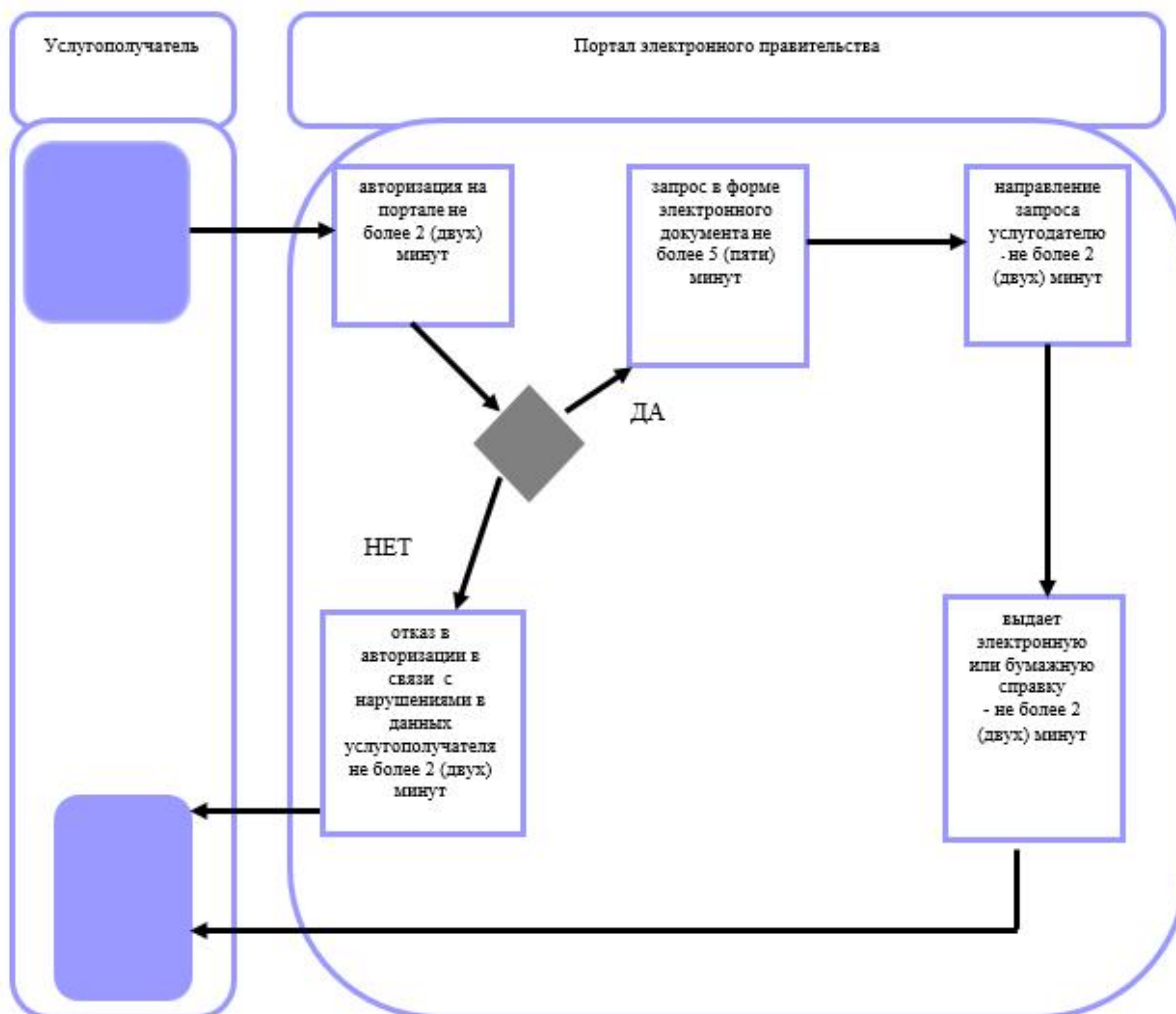 Услугополучатель
Портал электронного правительства
авторизация на
портале не
более 2 (двух)
минут
запрос в форме
электронного
документа не
более 5 (пяти)
минут
направление
запроса
услугодателю
- не более 2
(двух) минут
ДА
НЕТ
отказ в
авторизации в
связи с
нарушениями в
данных
услугополучателя
не более 2 (двух)
минут
выдает
электронную
или бумажную
справку
- не более 2
(двух) минут